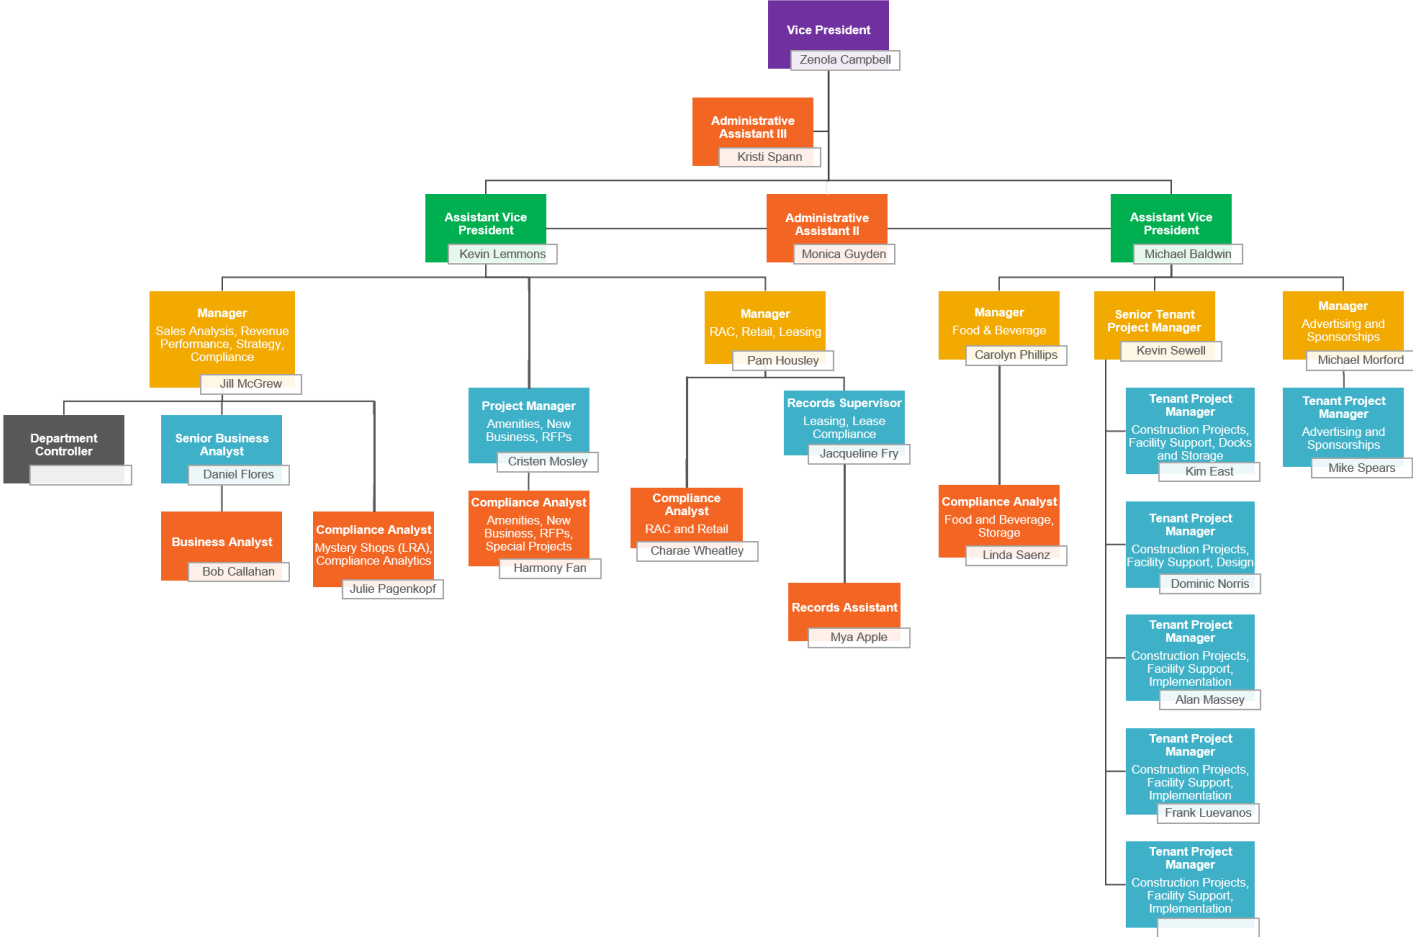 Vice President
Zenola Campbell
Administrative
Assistant III
Kristi Spann
Assistant Vice
President
Kevin Lemmons
Administrative
Assistant II
Monica Guyden
Assistant Vice
President
Michael Baldwin
Manager
Sales Analysis, Revenue
Performance, Strategy,
Compliance
Jill McGrew
Manager
RAC, Retail, Leasing
Pam Housley
Manager
Food & Beverage
Carolyn Phillips
Senior Tenant
Project Manager
Kevin Sewell
Manager
Advertising and
Sponsorships
Michael Morford
Department
Controller
Senior Business
Analyst
Daniel Flores
Business Analyst
Bob Callahan
Compliance Analyst
Mystery Shops (LRA),
Compliance Analytics
Julie Pagenkopf
Project Manager
Amenities, New
Business, RFPs
Cristen Mosley
Compliance Analyst
Amenities, New
Business, RFPs,
Special Projects
Harmony Fan
Compliance
Analyst
RAC and Retail
Charae Wheatley
Records Supervisor
Leasing, Lease
Compliance
Jacqueline Fry
Records Assistant
Mya Apple
Compliance Analyst
Food and Beverage,
Storage
Linda Saenz
Tenant Project
Manager
Construction Projects,
Facility Support, Docks
and Storage
Kim East
Tenant Project
Manager
Construction Projects,
Facility Support, Design
Dominic Norris
Tenant Project
Manager
Construction Projects,
Facility Support,
Implementation
Alan Massey
Tenant Project
Manager
Construction Projects,
Facility Support,
Implementation
Frank Luevanos
Tenant Project
Manager
Construction Projects,
Facility Support,
Implementation
Tenant Project
Manager
Advertising and
Sponsorships
Mike Spears